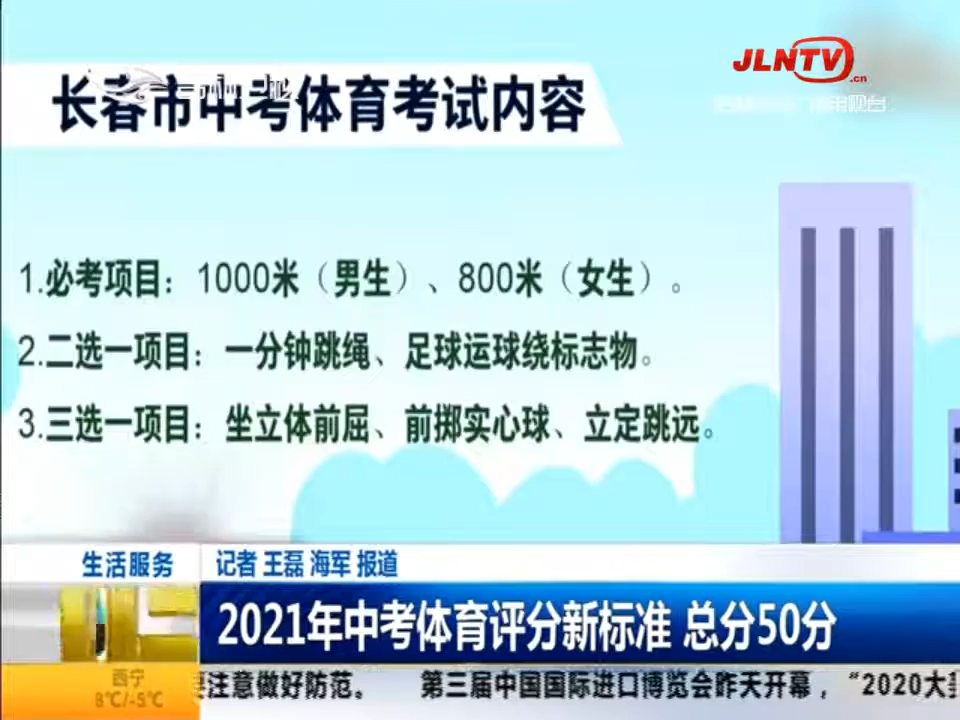 JLNTV.cn
长春市中考体育考试内容
1.必考项目：1000米（男生）、800米（女生）。
2.二选一项目：一分钟跳绳、足球运球绕标志物。
3.三选一项目：坐立体前屈、前掷实心球、立定跳远。
生活服务
记者 王磊 海军 报道
2021年中考体育评分新标准 总分50分
西宁
8℃/-5℃
要注意做好防范。 第三届中国国际进口博览会昨天开幕，“2020大